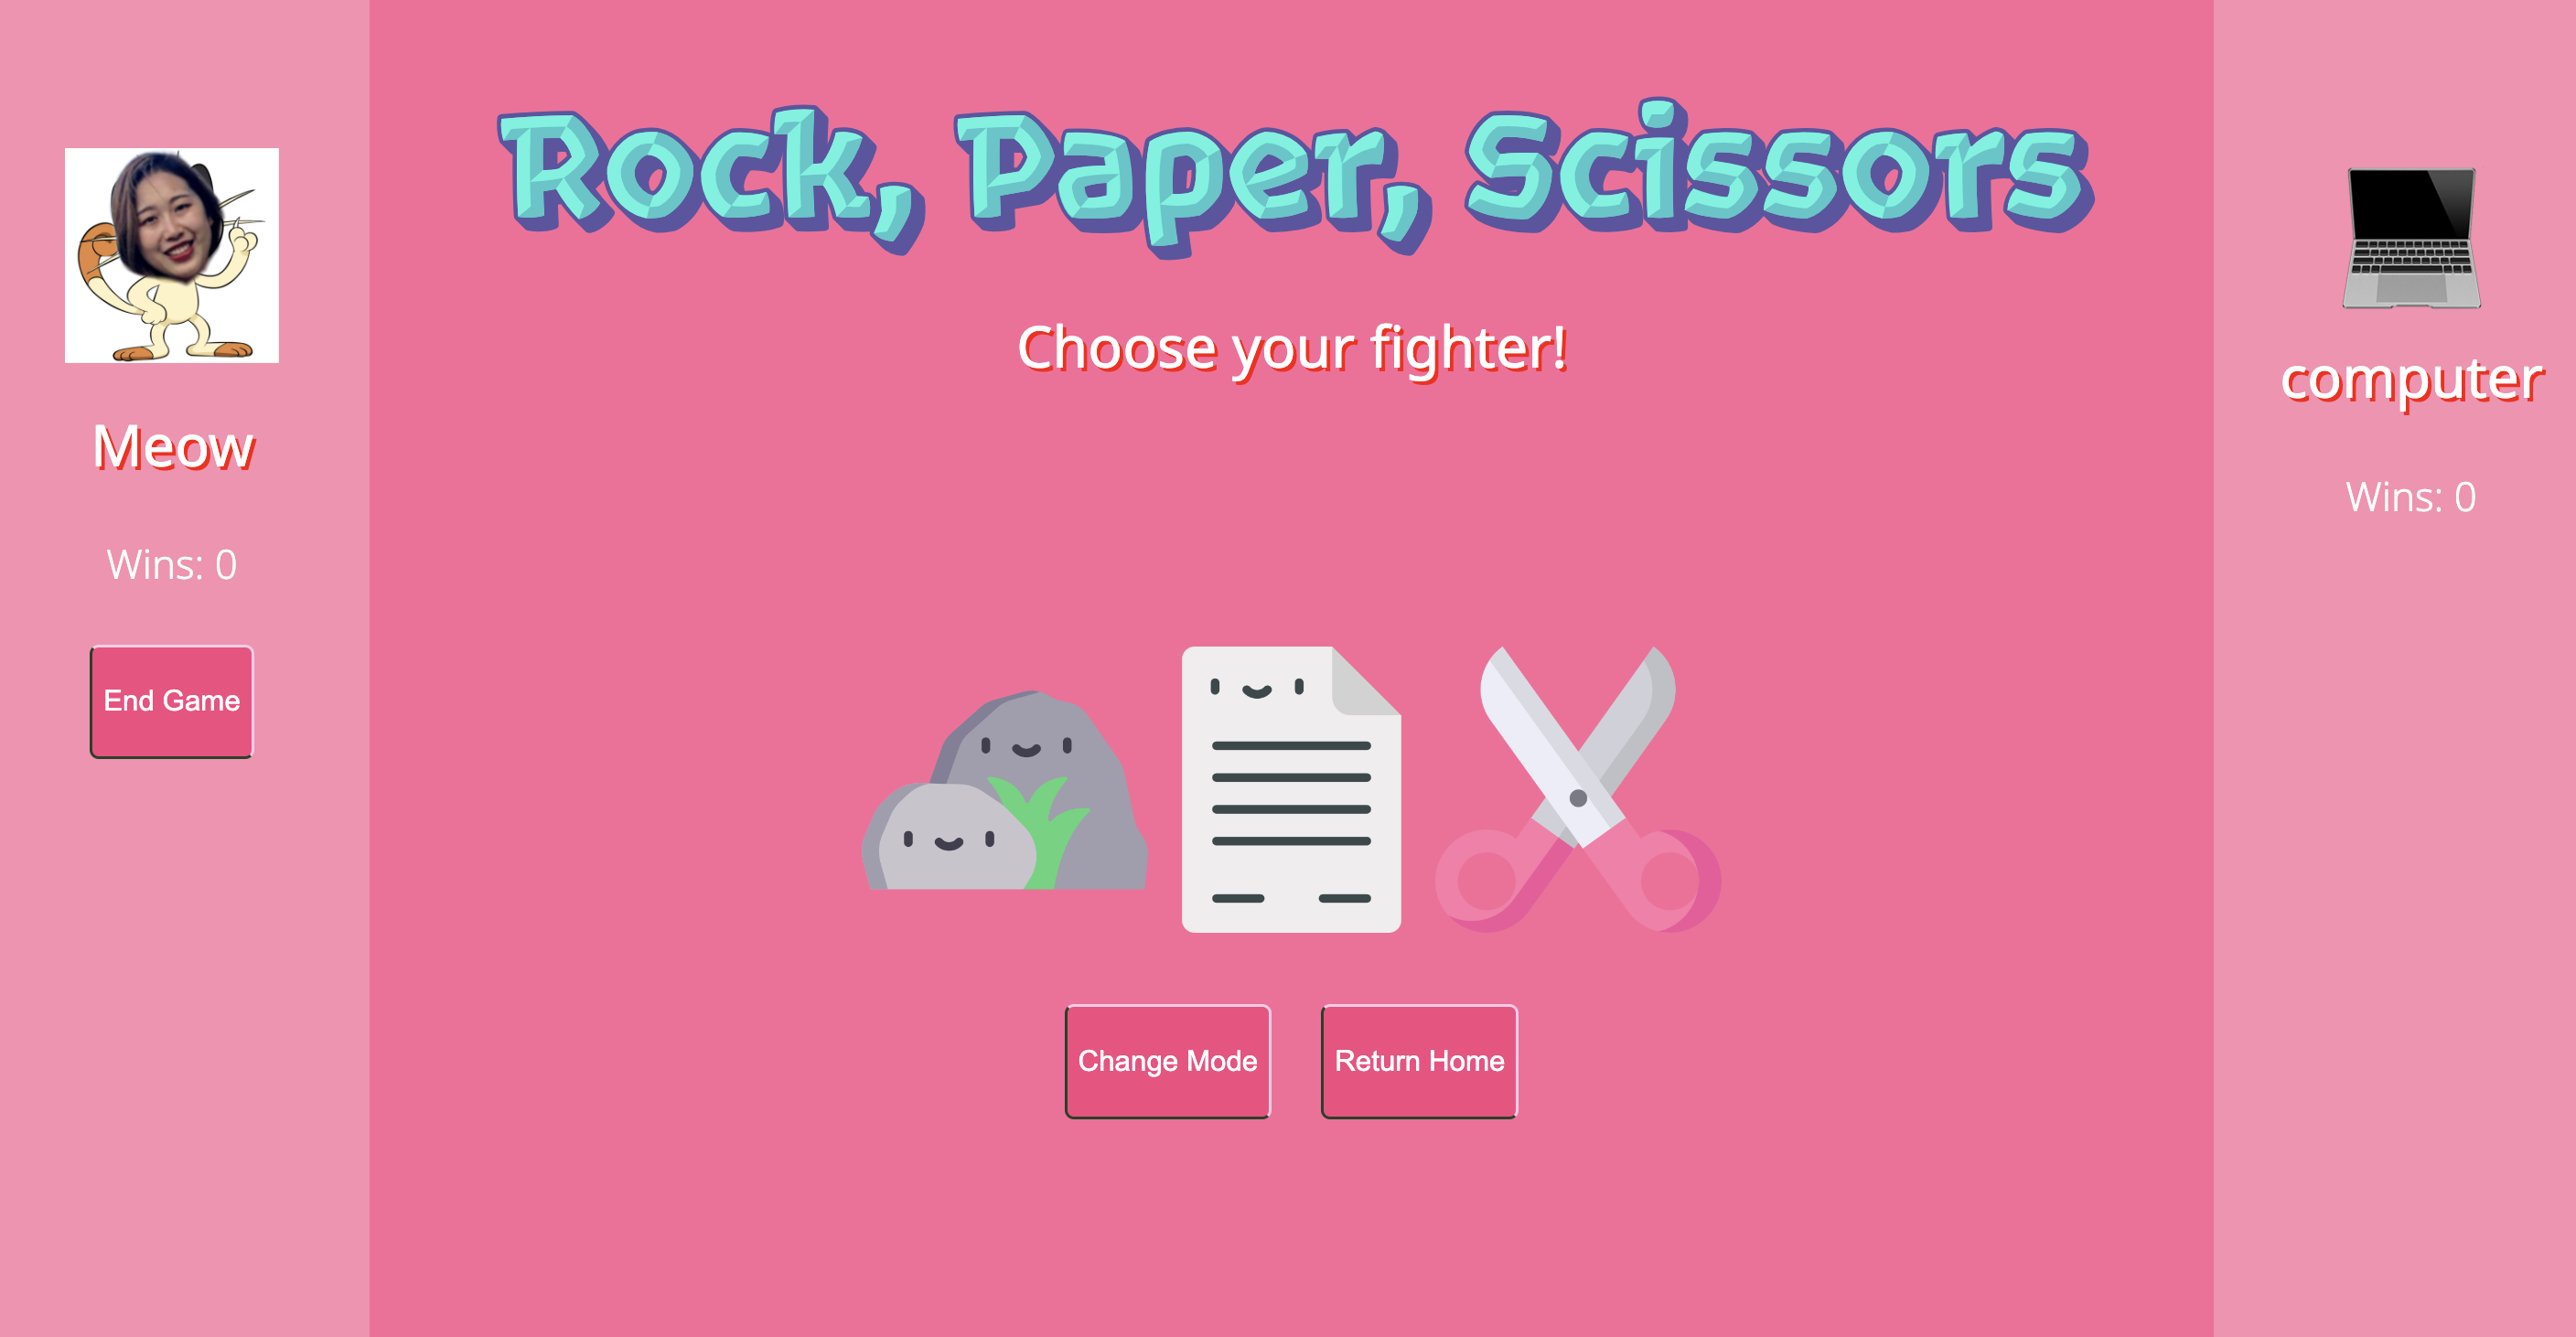 Rock, Paper, Scissors
Choose your fighter!
Meow
Wins: 0
End Game
computer
Wins: 0
Change Mode
Return Home